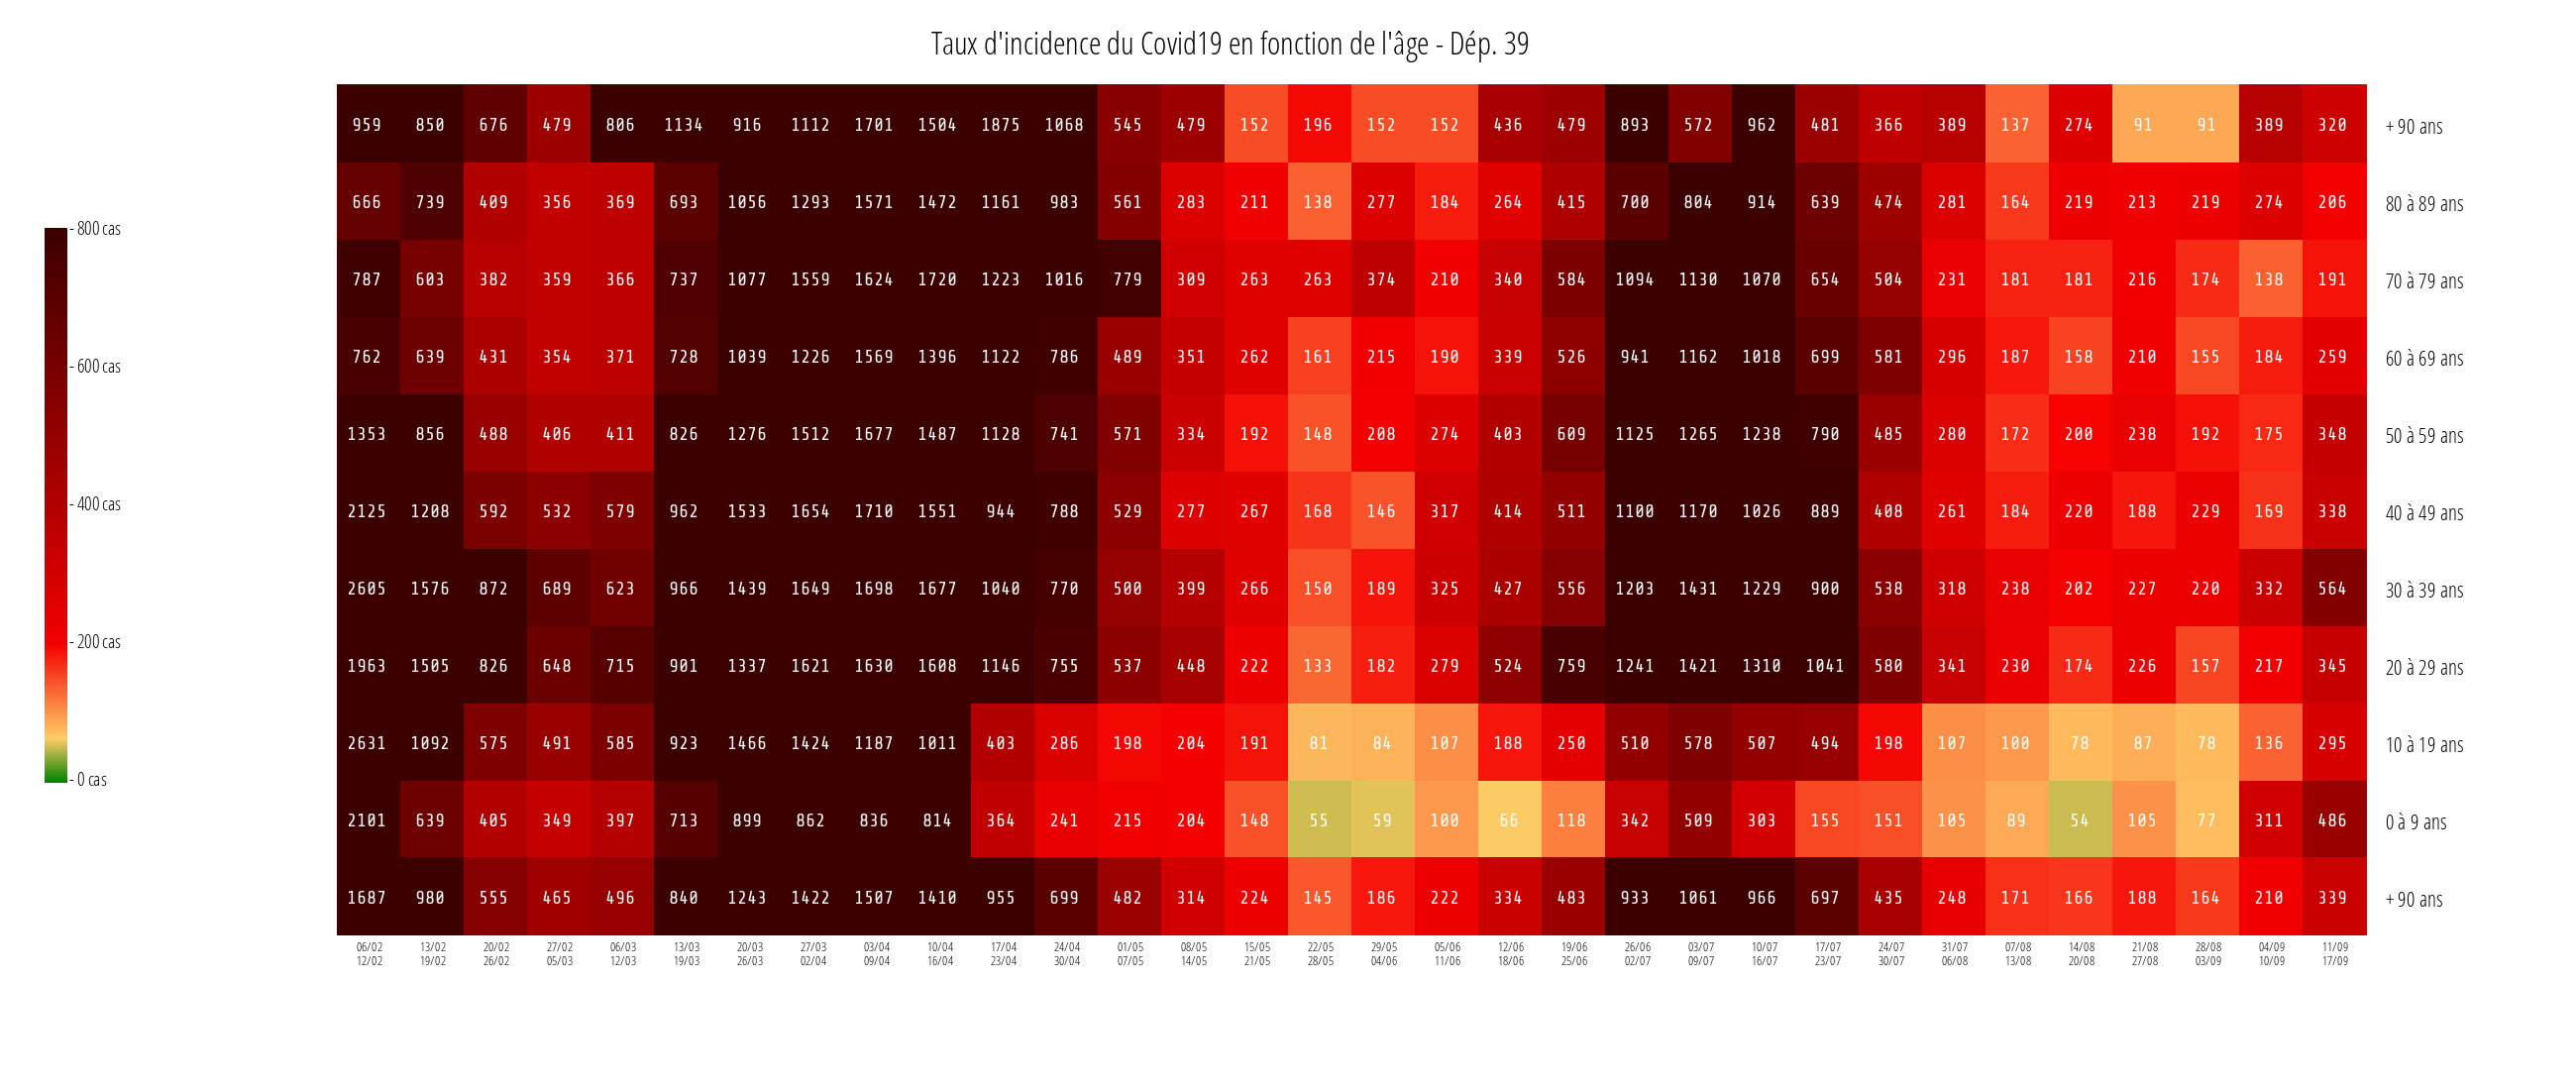 Taux d'incidence du Covid19 en fonction de l'âge - Dép. 39
959 850 676 479 806 1134 916 1112 1701 1504 1875 1068 545 479 152 196 152 152 436 479 893 572 962 481 366 389 137 274 91 91 389 320 + 90 ans
666 739 409 356 369 693 1056 1293 1571 1472 1161 983 561 283 211 138 277 184 264 415 700 804 914 639 474 281 164 219 213 219 274 206 80 à 89 ans
- 800 cas
787 603 382 359 366 737 1077 1559 1624 1720 1223 1016 779 309 263 263 374 210 340 584 1094 1130 1070 654 504 231 181 181 216 174 138 191 70 à 79 ans
762 639 431 354 371 728 1039 1226 1569 1396 1122 786 489 351 262 161 215 190 339 526 941 1162 1018 699 581 296 187 158 210 155 184 259 60 à 69 ans
- 600 cas
1353 856 488 406 411 826 1276 1512 1677 1487 1128 741 571 334 192 148 208 274 403 609 1125 1265 1238 790 485 280 172 200 238 192 175 348 50 à 59 ans
- 400 cas
2125 1208 592 532 579 962 1533 1654 1710 1551 944 788 529 277 267 168 146 317 414 511 1100 1170 1026 889 408 261 184 220 188 229 169 338 40 à 49 ans
2605 1576 872 689 623 966 1439 1649 1698 1677 1040 770 500 399 266 150 189 325 427 556 1203 1431 1229 900 538 318 238 202 227 220 332 564 30 à 39 ans
- 200 cas
1963 1505 826 648 715 901 1337 1621 1630 1608 1146 755 537 448 222 133 182 279 524 759 1241 1421 1310 1041 580 341 230 174 226 157 217 345 20 à 29 ans
2631 1092 575 491 585 923 1466 1424 1187 1011 403 286 198 204 191 81 84 107 188 250 510 578 507 494 198 107 100 78 87 78 136 295 10 à 19 ans
- 0 cas
2101 639 405 349 397 713 899 862 836 814 364 241 215 204 148 55 59 100 66 118 342 509 303 155 151 105 89 54 105 77 311 486 0 à 9 ans
1687 980 555 465 496 840 1243 1422 1507 1410 955 699 482 314 224 145 186 222 334 483 933 1061 966 697 435 248 171 166 188 164 210 339 + 90 ans
06/02 13/02 20/02 27/02 06/03 13/03 20/03 27/03 03/04 10/04 17/04 24/04 01/05 08/05 15/05 22/05 29/05 05/06 12/06 19/06 26/06 03/07 10/07 17/07 24/07 31/07 07/08 14/08 21/08 28/08 04/09 11/09
12/02 19/02 26/02 05/03 12/03 19/03 26/03 02/04 09/04 16/04 23/04 30/04 07/05 14/05 21/05 28/05 04/06 11/06 18/06 25/06 02/07 09/07 16/07 23/07 30/07 06/08 13/08 20/08 27/08 03/09 10/09 17/09